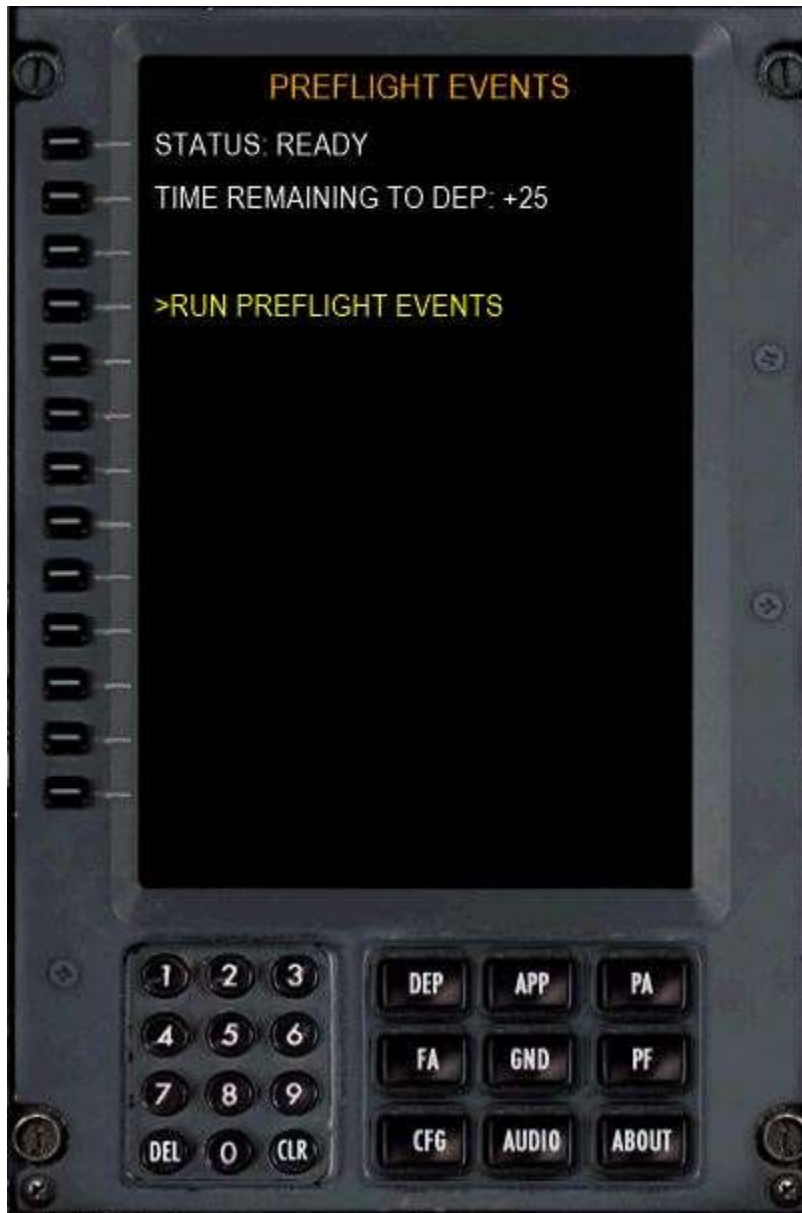 PREFLIGHT EVENTS
STATUS: READY
TIME REMAINING TO DEP: +25
>RUN PREFLIGHT EVENTS
1 2 3
DEP APP PA
4 5 6
FA GND PF
7 8 9
CFG AUDIO ABOUT
DEL 0 CLR